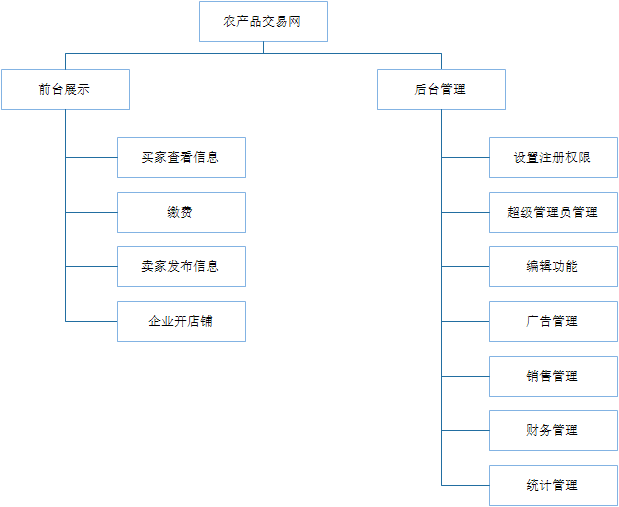 农产品交易网
前台展示
后台管理
买家查看信息
缴费
卖家发布信息
企业开店铺
设置注册权限
超级管理员管理
编辑功能
广告管理
销售管理
财务管理
统计管理